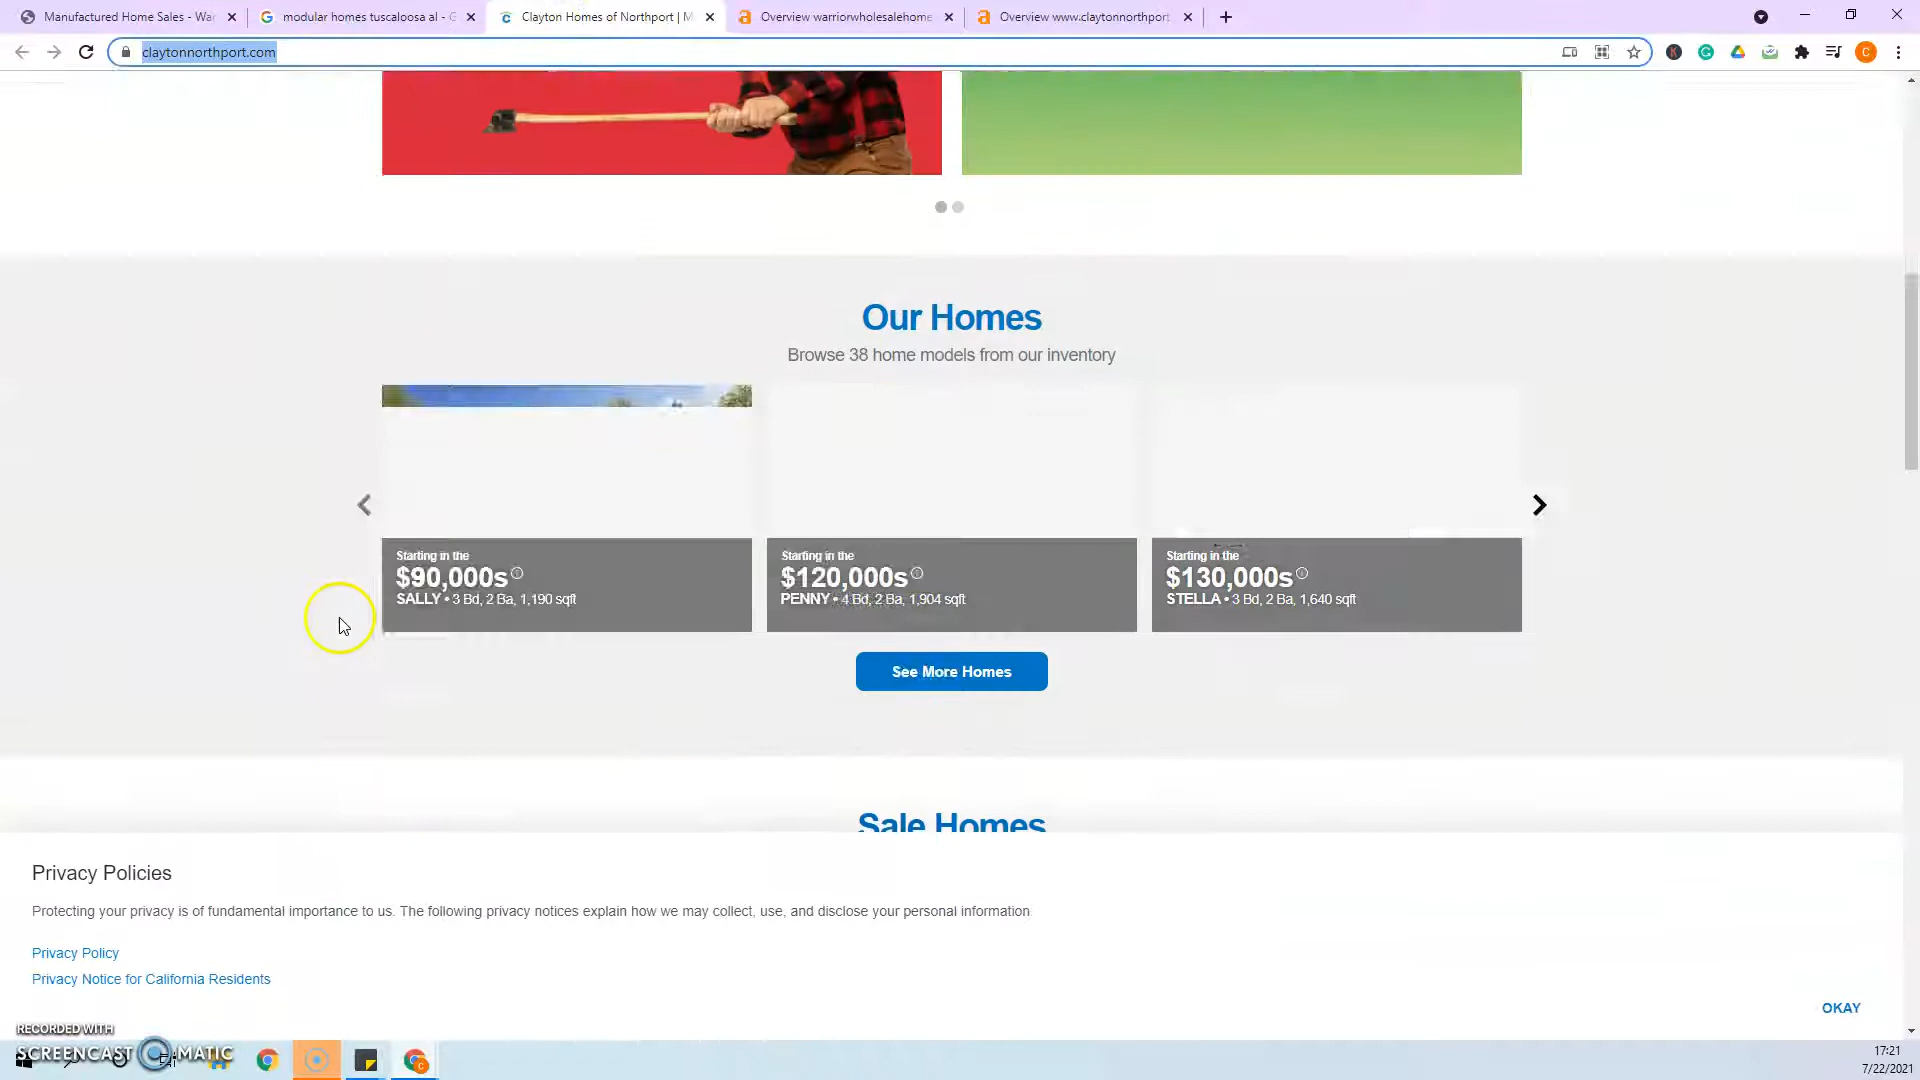 Manufactured Home Sales - Wa
modular homes tuscaloosa al - G
Clayton Homes of Northport | M
Overview warriorwholesalehome
Overview www.claytonnorthport
claytonnorthport.com
Our Homes
Browse 38 home models from our inventory
Starting in the
$90,000s
SALLY • 3 Bd, 2 Ba, 1,190 sqft
Starting in the
$120,000s
PENNY • 4 Bd, 2 Ba, 1,904 sqft
Starting in the
$130,000s
STELLA • 3 Bd, 2 Ba, 1,640 sqft
See More Homes
Sale Homes
Privacy Policies
Protecting your privacy is of fundamental importance to us. The following privacy notices explain how we may collect, use, and disclose your personal information
Privacy Policy
Privacy Notice for California Residents
OKAY
RECORDED WITH
SCREENCAST MATIC
17:21
7/22/2021